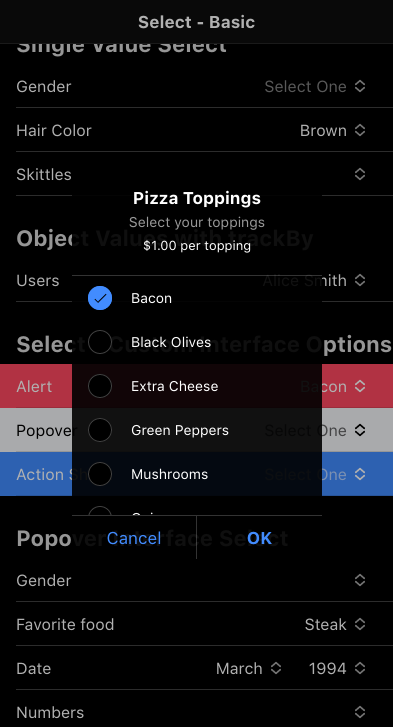 Select - Basic
Single Value Select
Gender Select One
Hair Color Brown
Skittles
Pizza Toppings
Select your toppings
$1.00 per topping
Object Values with trackBy
Users Alice Smith
Bacon
Black Olives
Select - Custom Interface Options
Alert Bacon
Extra Cheese
Popover Select One
Green Peppers
Action Sh Select One
Mushrooms
Cancel OK
Popover Interface Select
Gender
Favorite food Steak
Date March 1994
Numbers